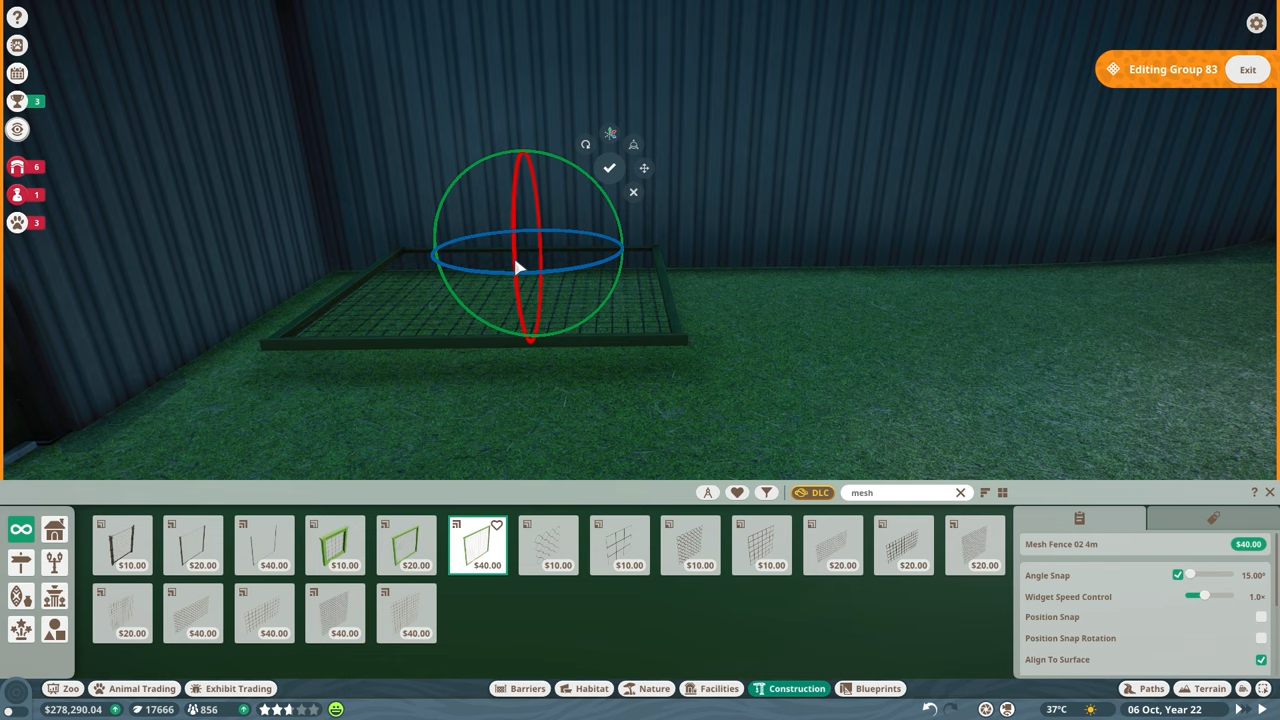 ?
Editing Group 83
Exit
3
6
1
3
DLC
mesh
?
$10.00
$20.00
$40.00
$10.00
$20.00
$40.00
$10.00
$10.00
$10.00
$10.00
$20.00
$20.00
$20.00
$20.00
$40.00
$40.00
$40.00
$40.00
Mesh Fence 02 4m
$40.00
Angle Snap
15.00°
Widget Speed Control
1.0×
Position Snap
Position Snap Rotation
Align To Surface
Zoo
Animal Trading
Exhibit Trading
Barriers
Habitat
Nature
Facilities
Construction
Blueprints
Paths
Terrain
$278,290.04
17666
856
37°C
06 Oct, Year 22